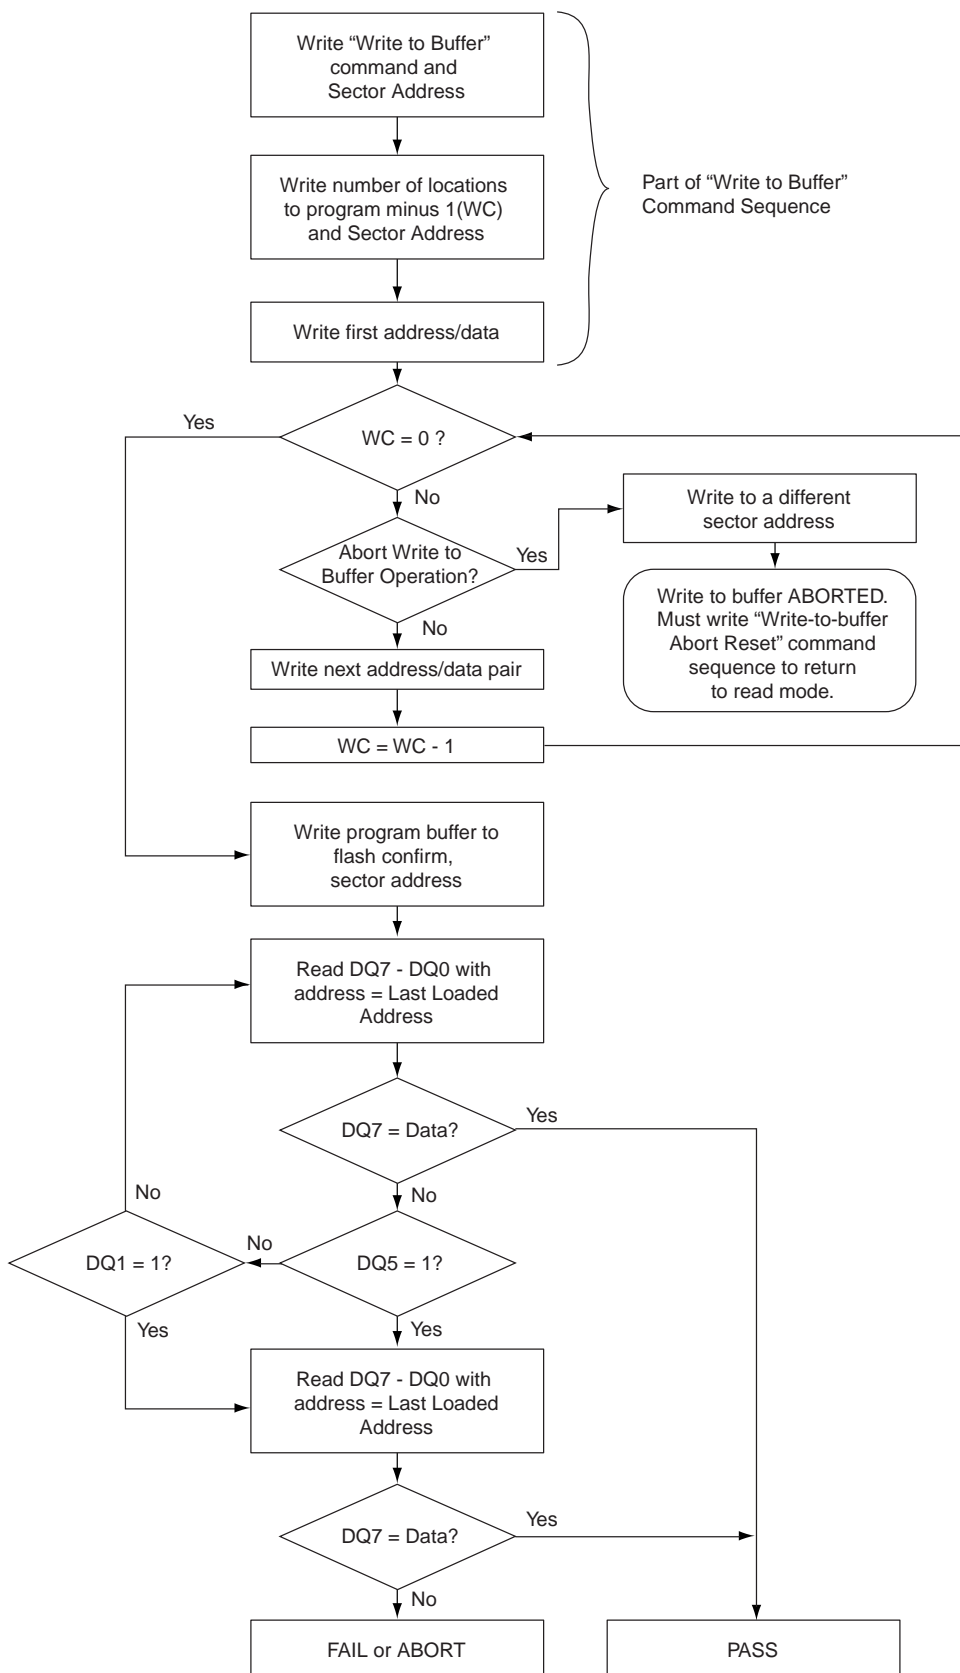 Write “Write to Buffer”
command and
Sector Address
Write number of locations
to program minus 1(WC)
and Sector Address
Part of “Write to Buffer”
Command Sequence
Write first address/data
Yes
WC = 0 ?
No
Write to a different
sector address
Abort Write to
Buffer Operation?
Yes
Write to buffer ABORTED.
Must write “Write-to-buffer
Abort Reset” command
sequence to return
to read mode.
No
Write next address/data pair
WC = WC - 1
Write program buffer to
flash confirm,
sector address
Read DQ7 - DQ0 with
address = Last Loaded
Address
DQ7 = Data?
Yes
No
No
DQ1 = 1?
No
DQ5 = 1?
Yes
Yes
Read DQ7 - DQ0 with
address = Last Loaded
Address
DQ7 = Data?
Yes
No
FAIL or ABORT
PASS